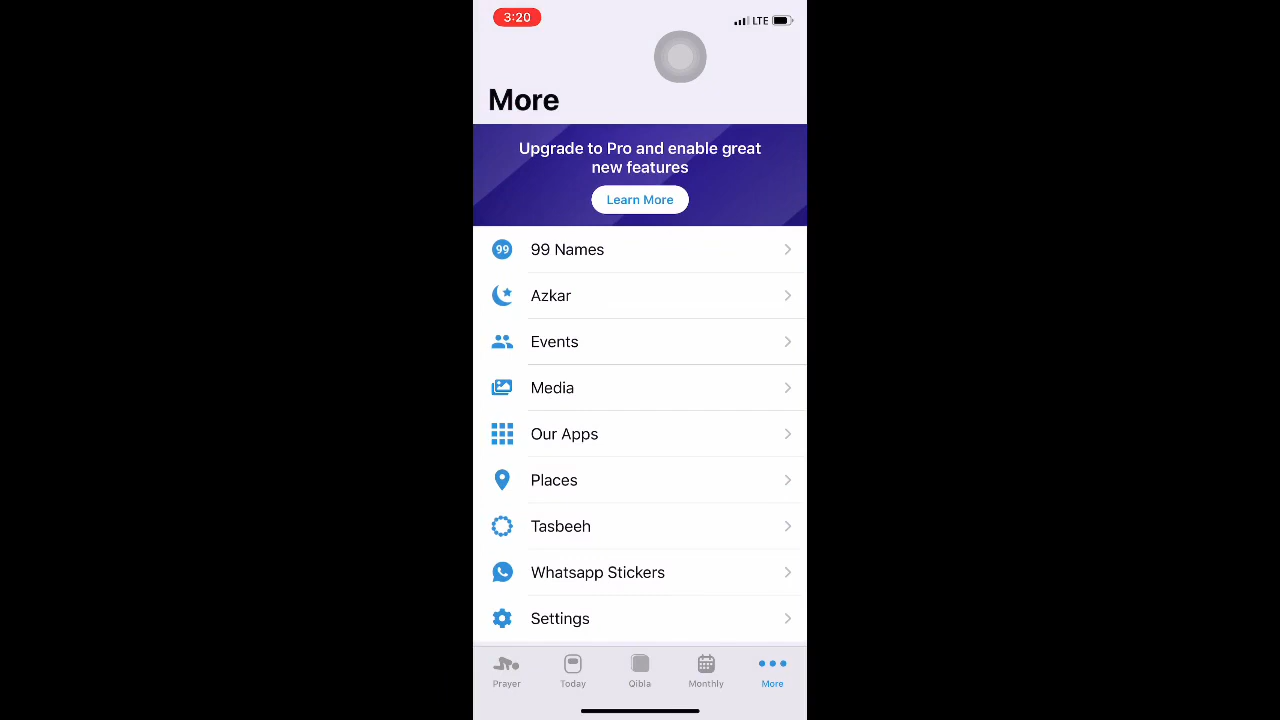 3:20
LTE
More
Upgrade to Pro and enable great
new features
Learn More
99
99 Names
Azkar
Events
Media
Our Apps
Places
Tasbeeh
Whatsapp Stickers
Settings
Prayer
Today
Qibla
Monthly
More